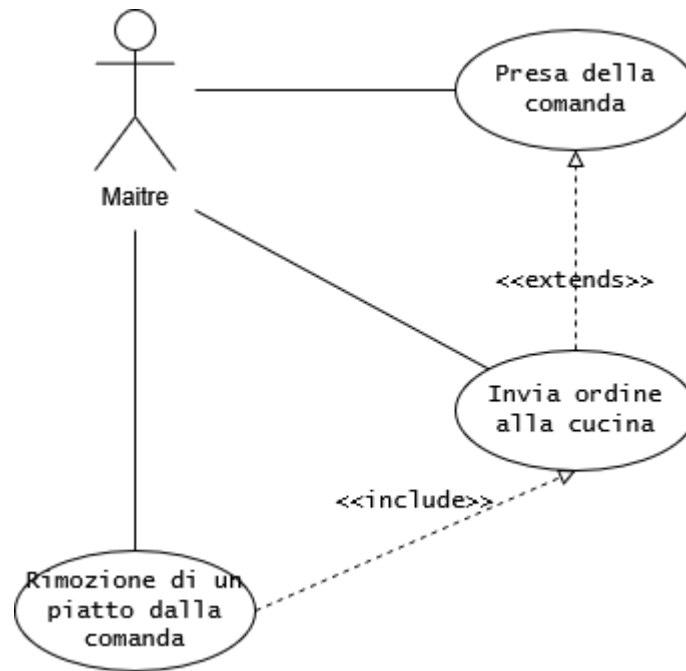 Presa della
comanda
Maitre
<<extends>>
Invia ordine
alla cucina
<<include>>
Rimozione di un
piatto dalla
comanda